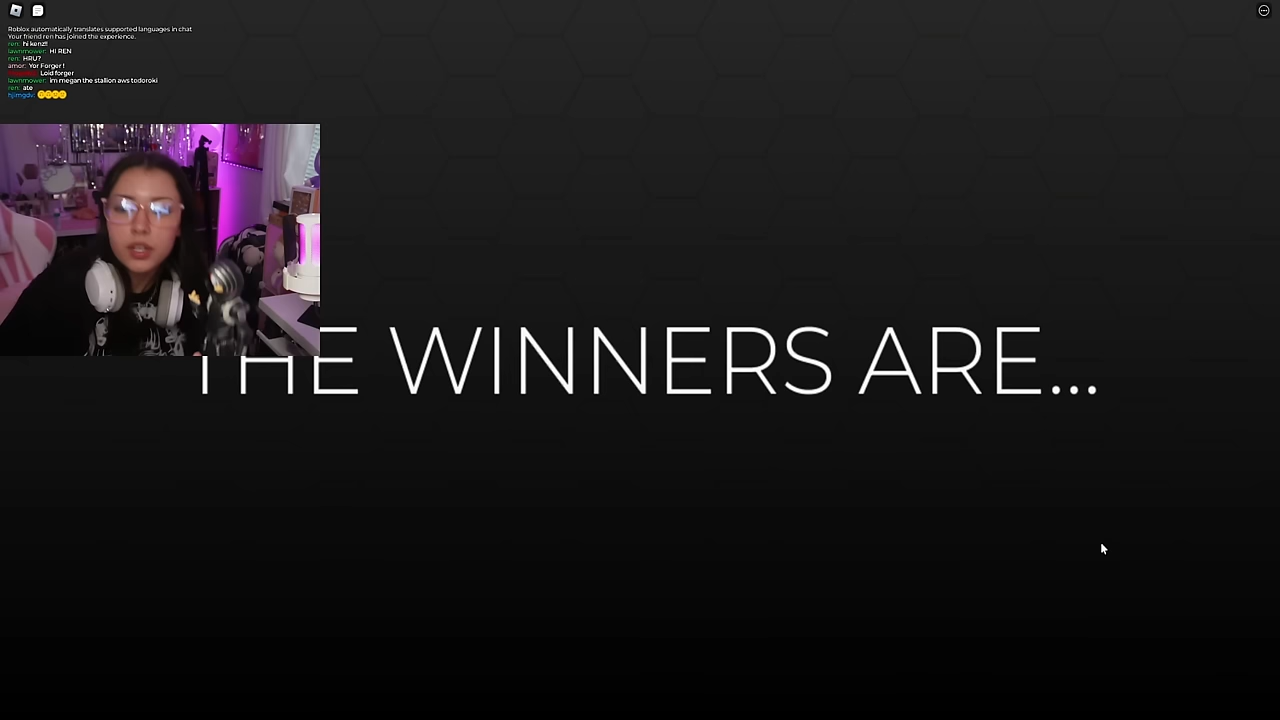 Roblox automatically translates supported languages in chat
Your friend ren has joined the experience.
ren: hi kenz!!
lawnmower: HI REN
ren: HRU?
amor: Yor Forger !
Loid forger
lawnmower: im megan the stallion aws todoroki
ren: ate
hjimgdv:
THE WINNERS ARE...